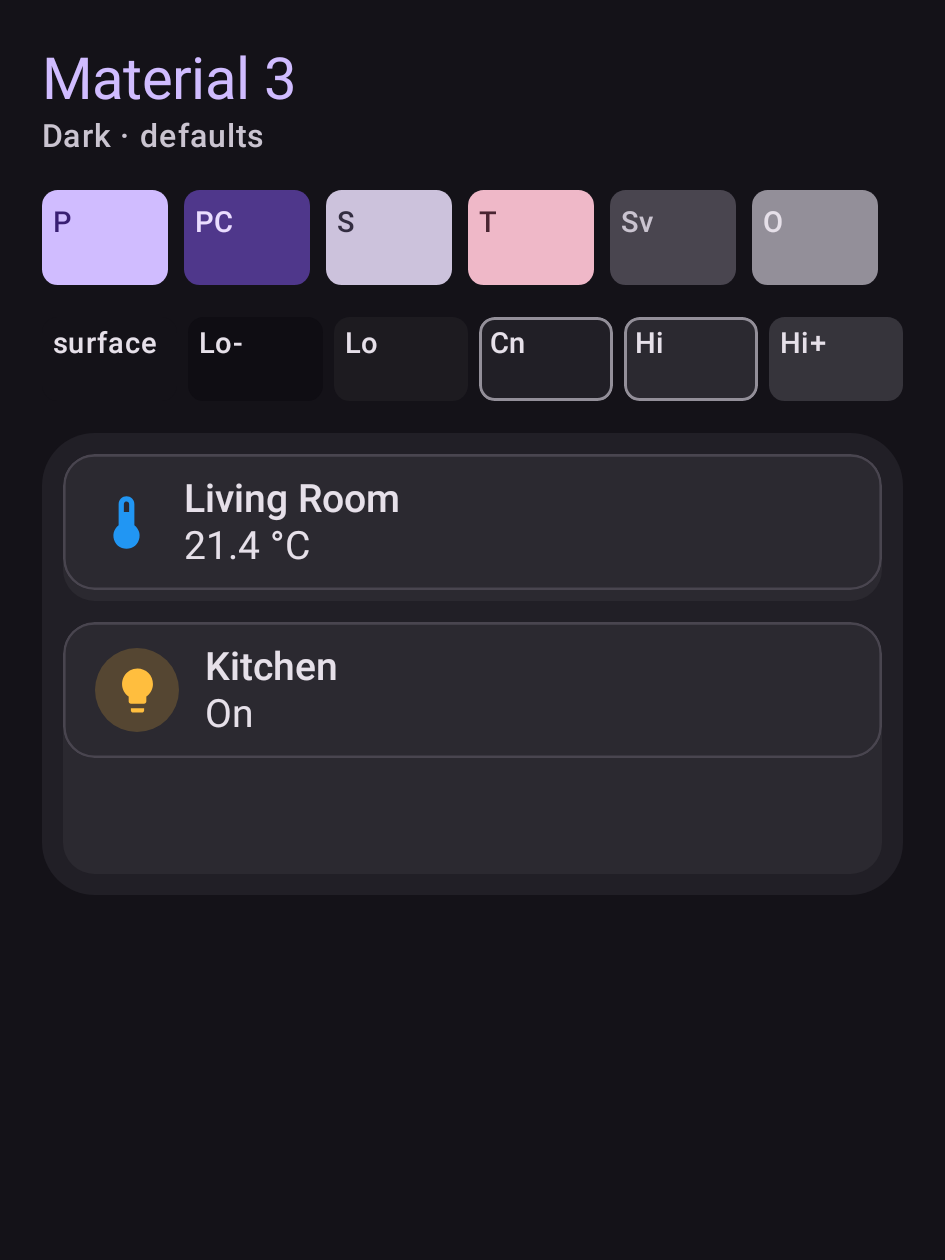 Material 3
Dark · defaults
P PC S T Sv O
surface Lo- Lo Cn Hi Hi+
Living Room
21.4 °C
Kitchen
On